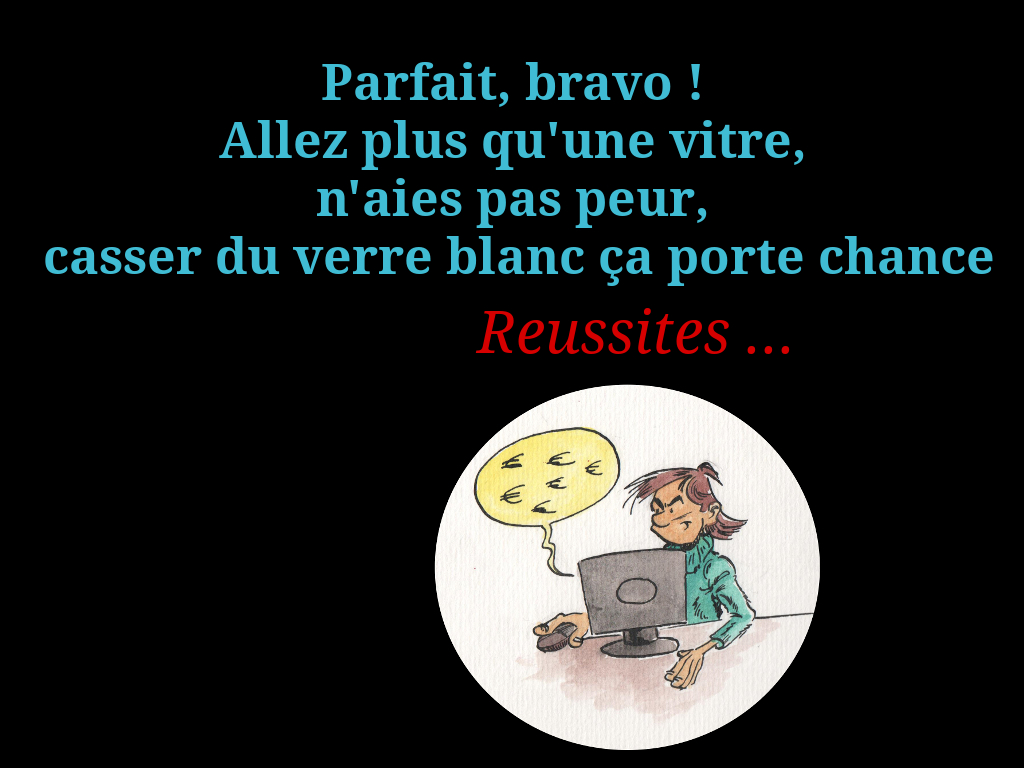 Parfait, bravo !
Allez plus qu'une vitre,
n'aies pas peur,
casser du verre blanc ça porte chance
Reussites ...
€ € €
€ €
€